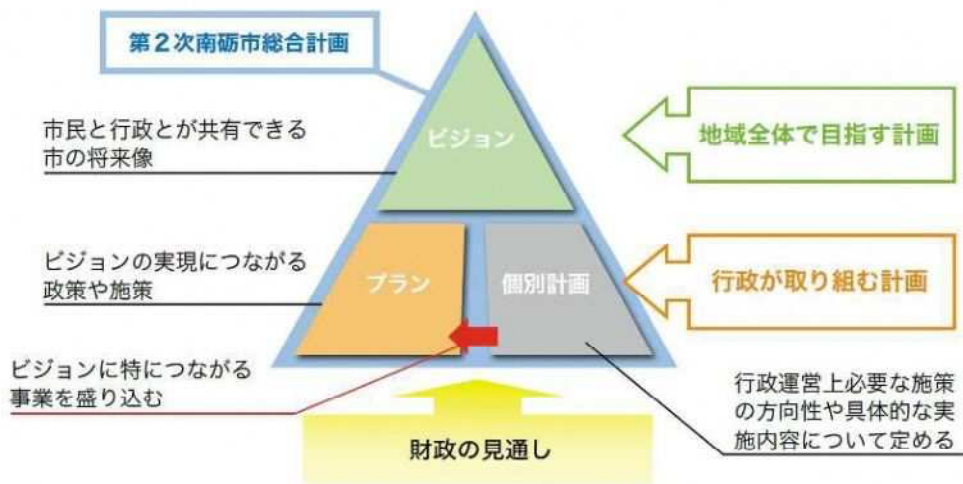 第2次南砺市総合計画
市民と行政とが共有できる
市の将来像
ビジョン
地域全体で目指す計画
ビジョンの実現につながる
政策や施策
プラン
個別計画
行政が取り組む計画
ビジョンに特につながる
事業を盛り込む
行政運営上必要な施策
の方向性や具体的な実
施内容について定める
財政の見通し